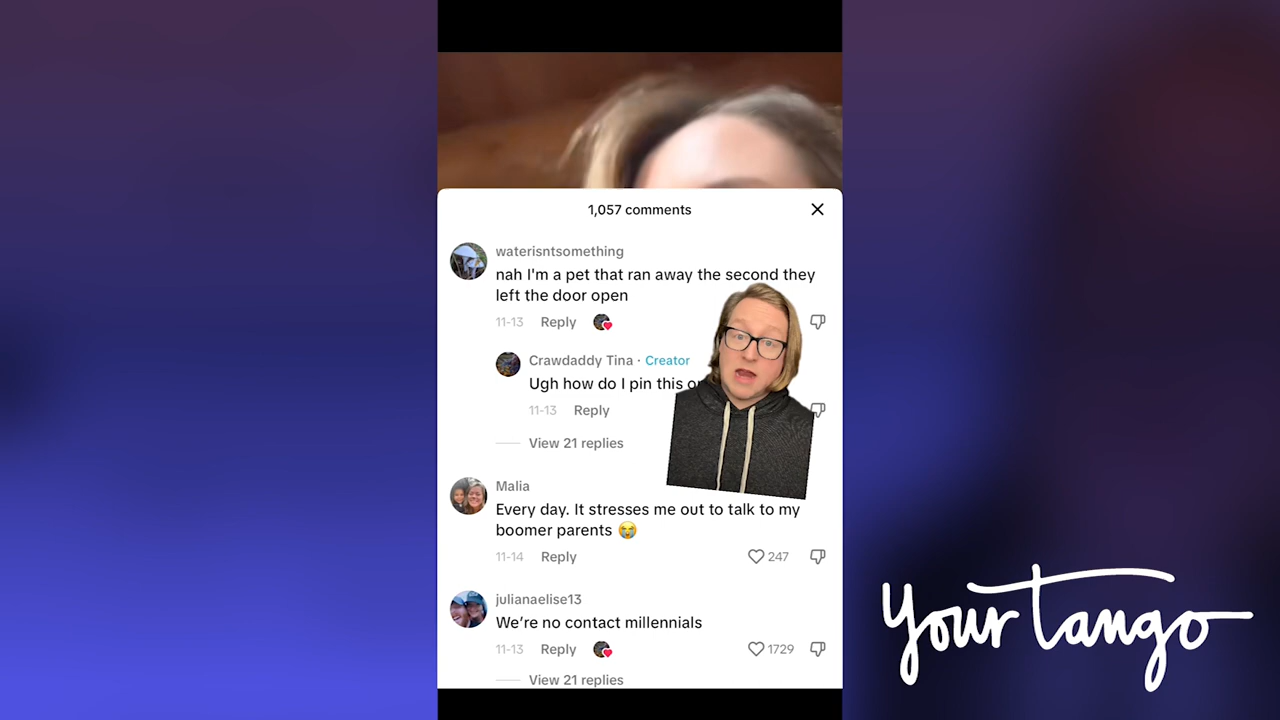 1,057 comments
waterisntsomething
nah I'm a pet that ran away the second they
left the door open
11-13 Reply
Crawdaddy Tina · Creator
Ugh how do I pin this
11-13 Reply
View 21 replies
Malia
Every day. It stresses me out to talk to my
boomer parents 😭
11-14 Reply 247
julianaelise13
We’re no contact millennials
11-13 Reply 1729
View 21 replies
YourTango